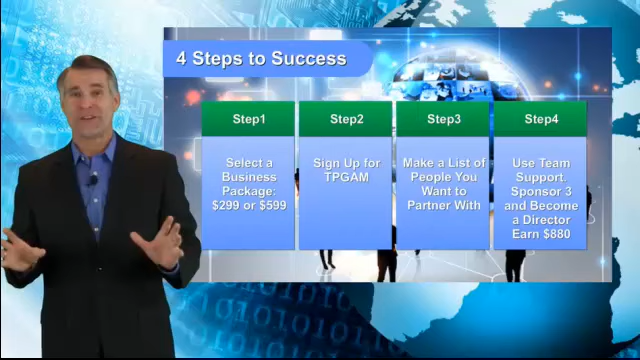 4 Steps to Success
Step1
Select a
Business
Package:
$299 or $599
Step2
Sign Up for
TPGAM
Step3
Make a List of
People You
Want to
Partner With
Step4
Use Team
Support.
Sponsor 3
and Become
a Director
Earn $880